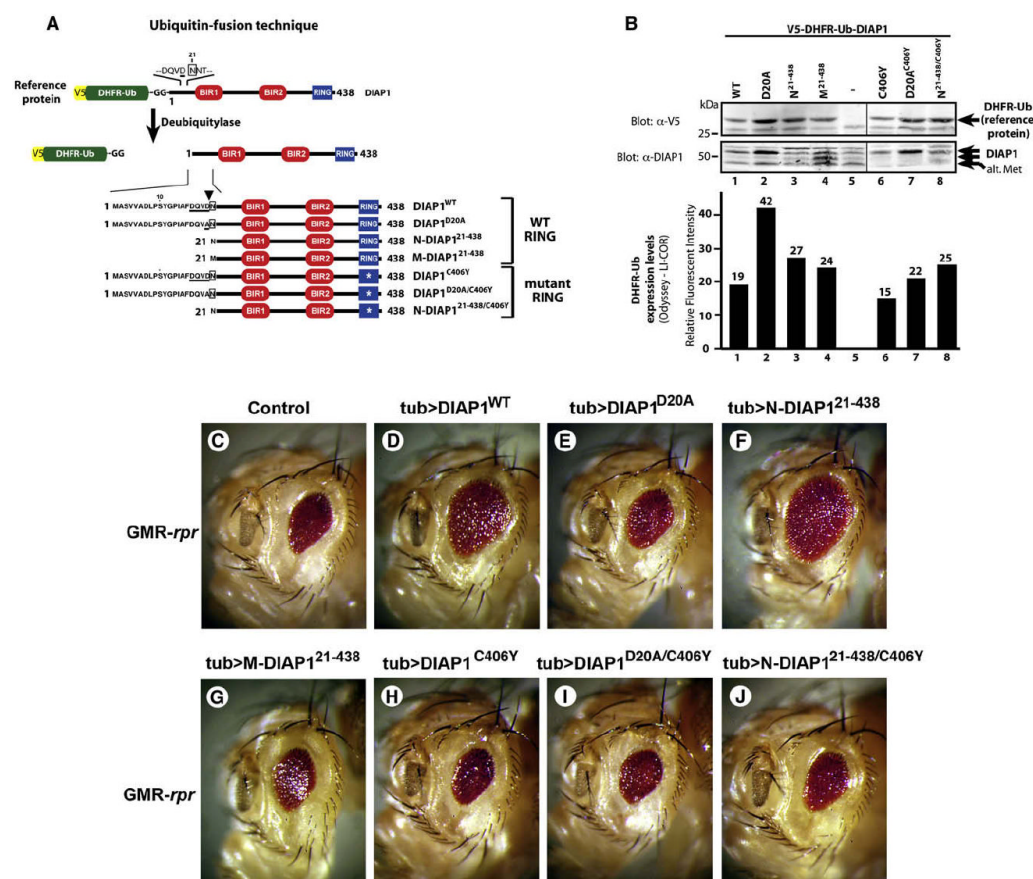 A
Ubiquitin-fusion technique
21
--DQVD NNT--
Reference protein
V5 DHFR-Ub -GG 1 BIR1 BIR2 RING 438 DIAP1
Deubiquitylase
V5 DHFR-Ub -GG 1 BIR1 BIR2 RING 438
10
1 MASVVADLPSYGPIAFDQVDN BIR1 BIR2 RING 438 DIAP1WT
1 MASVVADLPSYGPIAFDQVAN BIR1 BIR2 RING 438 DIAP1D20A
21 N BIR1 BIR2 RING 438 N-DIAP121-438
21 M BIR1 BIR2 RING 438 M-DIAP121-438
WT RING
1 MASVVADLPSYGPIAFDQVDN BIR1 BIR2 * 438 DIAP1C406Y
1 MASVVADLPSYGPIAFDQVAN BIR1 BIR2 * 438 DIAP1D20A/C406Y
21 N BIR1 BIR2 * 438 N-DIAP121-438/C406Y
mutant RING
B
V5-DHFR-Ub-DIAP1
WT D20A N21-438 M21-438 - C406Y D20AC406Y N21-438/C406Y
kDa
Blot: α-V5
25
DHFR-Ub (reference protein)
Blot: α-DIAP1
50
DIAP1
alt. Met
1 2 3 4 5 6 7 8
DHFR-Ub expression levels
(Odyssey - LI-COR)
Relative Fluorescent Intensity
40
30
20
10
0
19 42 27 24 15 22 25
1 2 3 4 5 6 7 8
Control tub>DIAP1WT tub>DIAP1D20A tub>N-DIAP121-438
C D E F
GMR-rpr
tub>M-DIAP121-438 tub>DIAP1C406Y tub>DIAP1D20A/C406Y tub>N-DIAP121-438/C406Y
G H I J
GMR-rpr